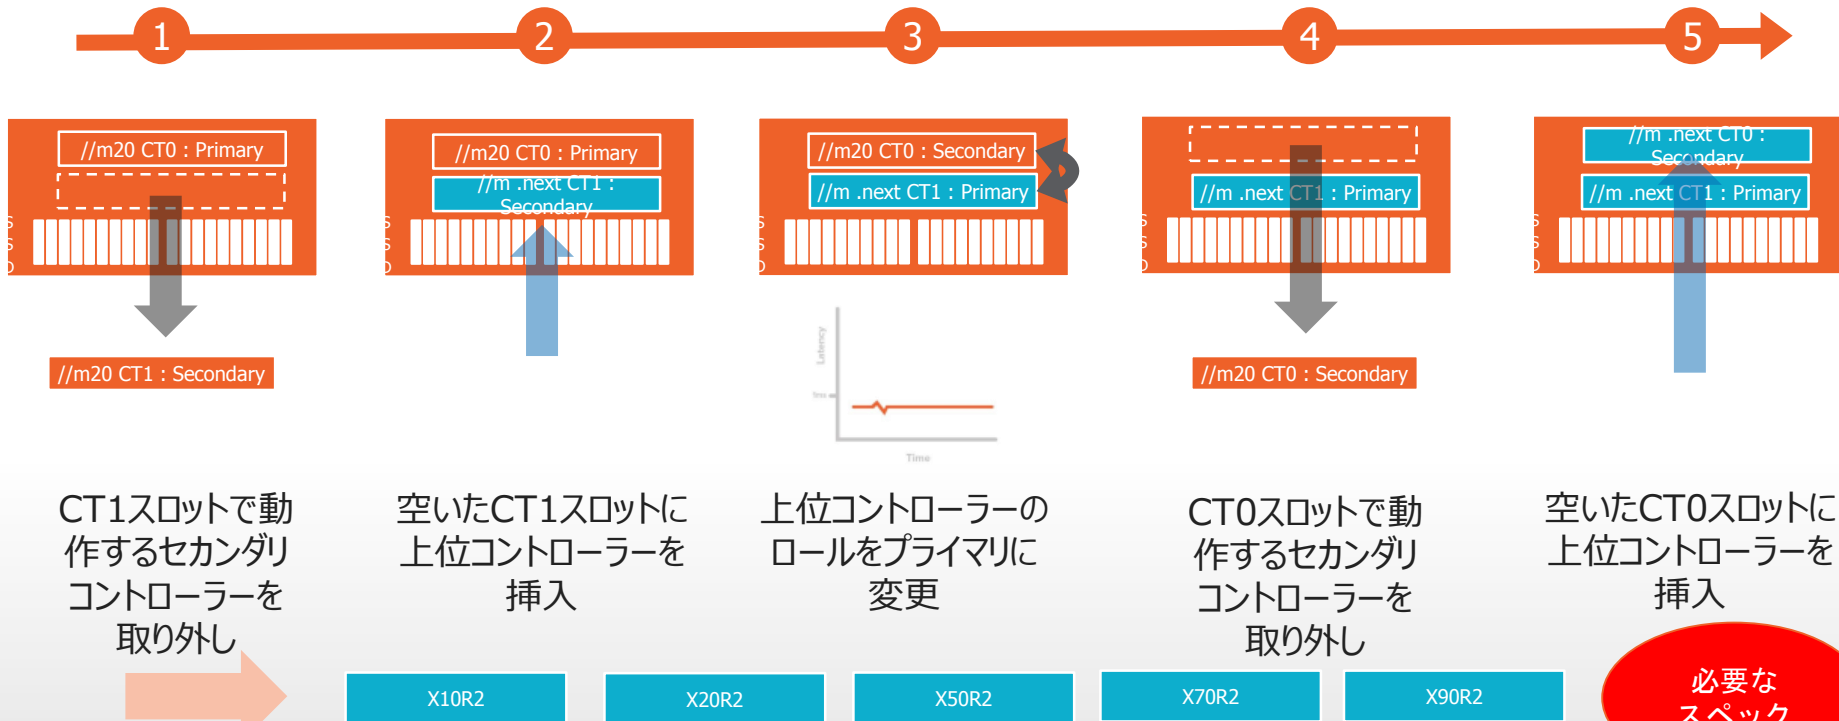 1
2
3
4
5
//m20 CT0 : Primary
S
S
D
//m20 CT1 : Secondary
//m20 CT0 : Primary
//m .next CT1 :
Secondary
S
S
D
//m20 CT0 : Secondary
//m .next CT1 : Primary
S
S
D
Latency
Time
//m .next CT1 : Primary
S
S
D
//m20 CT0 : Secondary
//m .next CT0 :
Secondary
//m .next CT1 : Primary
S
S
D
CT1スロットで動
作するセカンダリ
コントローラーを
取り外し
空いたCT1スロットに
上位コントローラーを
挿入
上位コントローラーの
ロールをプライマリに
変更
CT0スロットで動
作するセカンダリ
コントローラーを
取り外し
空いたCT0スロットに
上位コントローラーを
挿入
X10R2
X20R2
X50R2
X70R2
X90R2
必要な
スペック